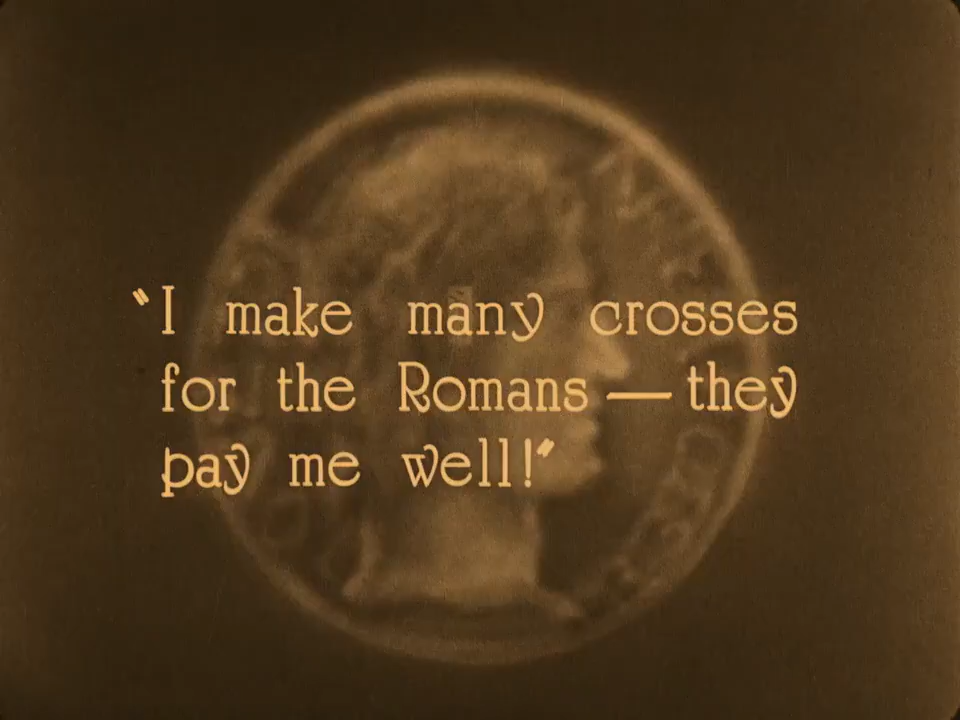 "I make many crosses
for the Romans — they
pay me well!"